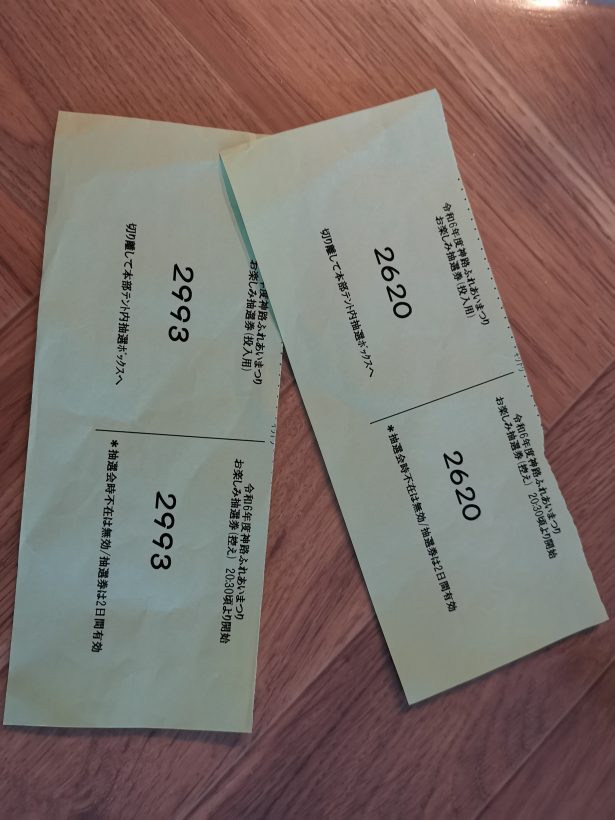 令和6年度神路ふれあいまつり
お楽しみ抽選券(投入用)
2620
切り離して本部テント内抽選ボックスへ
令和6年度神路ふれあいまつり
お楽しみ抽選券(控え) 20:30頃より開始
2620
*抽選会時不在は無効/抽選券は2日間有効
度神路ふれあいまつり
お楽しみ抽選券(投入用)
2993
切り離して本部テント内抽選ボックスへ
令和6年度神路ふれあいまつり
お楽しみ抽選券(控え) 20:30頃より開始
2993
*抽選会時不在は無効/抽選券は2日間有効